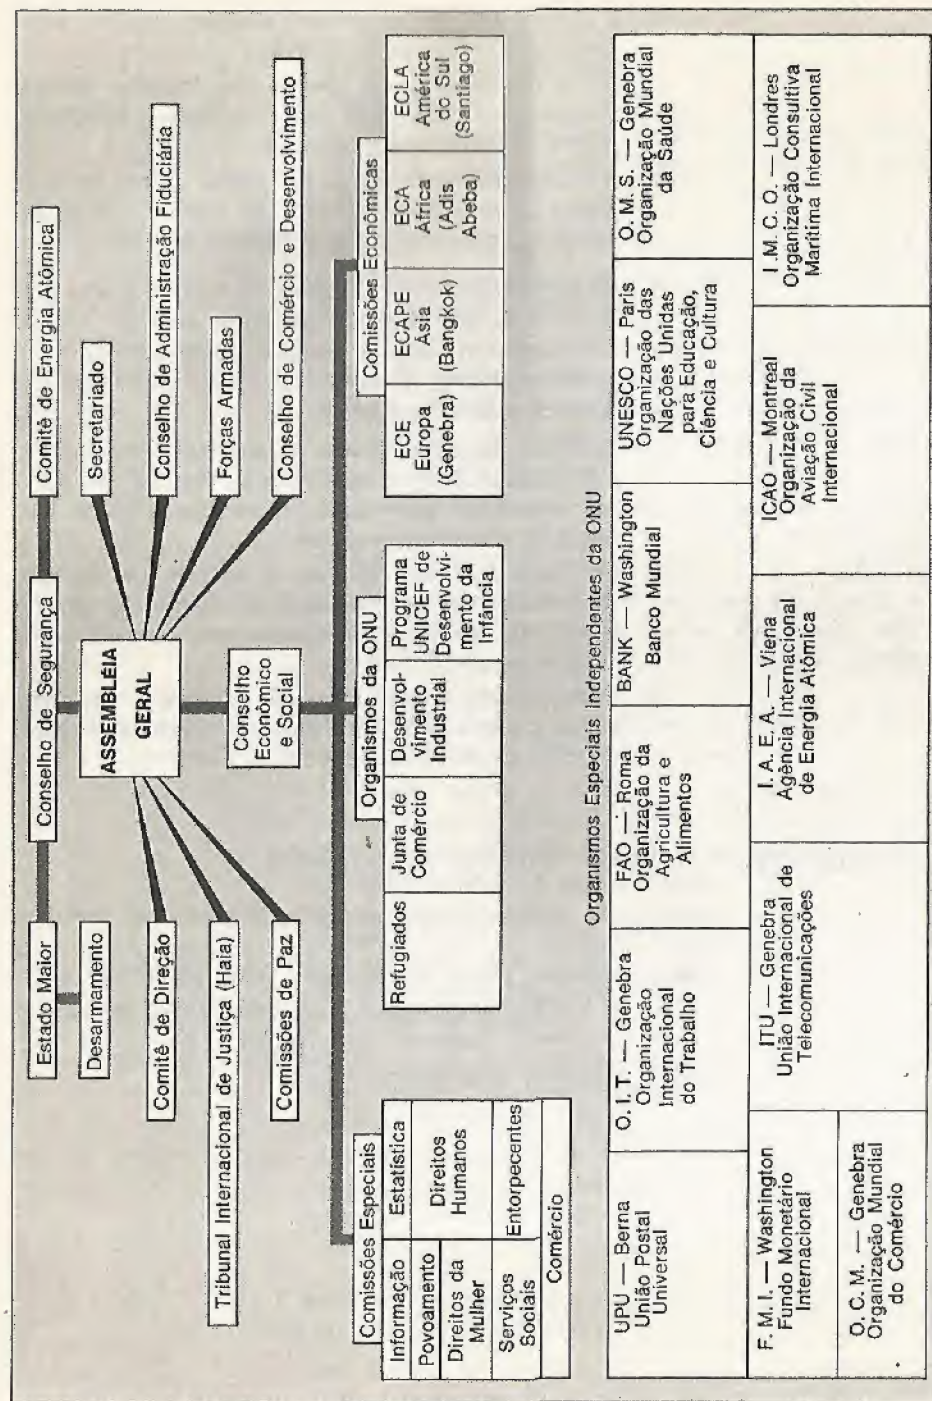 Estado Maior
Conselho de Segurança
Comitê de Energia Atômica
Desarmamento
Secretariado
Comitê de Direção
ASSEMBLÉIA
GERAL
Conselho de Administração Fiduciária
Tribunal Internacional de Justiça (Haia)
Forças Armadas
Comissões de Paz
Conselho
Econômico
e Social
Conselho de Comércio e Desenvolvimento
Comissões Especiais
Informação
Estatística
Povoamento
Direitos
Humanos
Direitos da
Mulher
Serviços
Sociais
Entorpecentes
Comércio
Organismos da ONU
Refugiados
Junta de
Comércio
Desenvol-
vimento
Industrial
Programa
UNICEF de
Desenvolvi-
mento da
Infância
Comissões Econômicas
ECE
Europa
(Genebra)
ECAPE
Ásia
(Bangkok)
ECA
África
(Adis
Abeba)
ECLA
América
do Sul
(Santiago)
Organismos Especiais Independentes da ONU
UPU — Berna
União Postal
Universal
O. I. T. — Genebra
Organização
Internacional
do Trabalho
FAO — Roma
Organização da
Agricultura e
Alimentos
BANK — Washington
Banco Mundial
UNESCO — Paris
Organização das
Nações Unidas
para Educação,
Ciência e Cultura
O. M. S. — Genebra
Organização Mundial
da Saúde
F. M. I. — Washington
Fundo Monetário
Internacional
O. C. M. — Genebra
Organização Mundial
do Comércio
ITU — Genebra
União Internacional de
Telecomunicações
I. A. E. A. — Viena
Agência Internacional
de Energia Atômica
ICAO — Montreal
Organização da
Aviação Civil
Internacional
I .M. C. O. — Londres
Organização Consultiva
Marítima Internacional